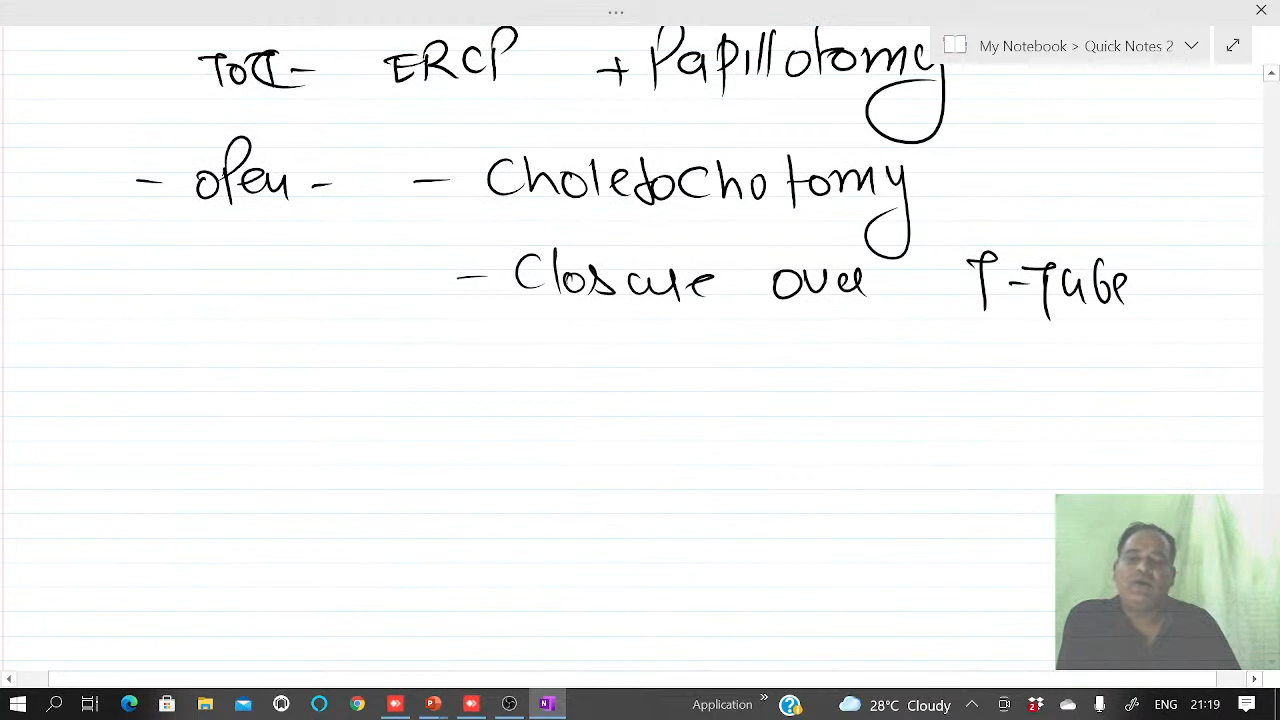 ...
My Notebook > Quick Notes 2
TOC - ERCP + Papillotomy
- open - - Choledochotomy
- Closure over T-Tube
Application
28°C Cloudy
ENG
21:19